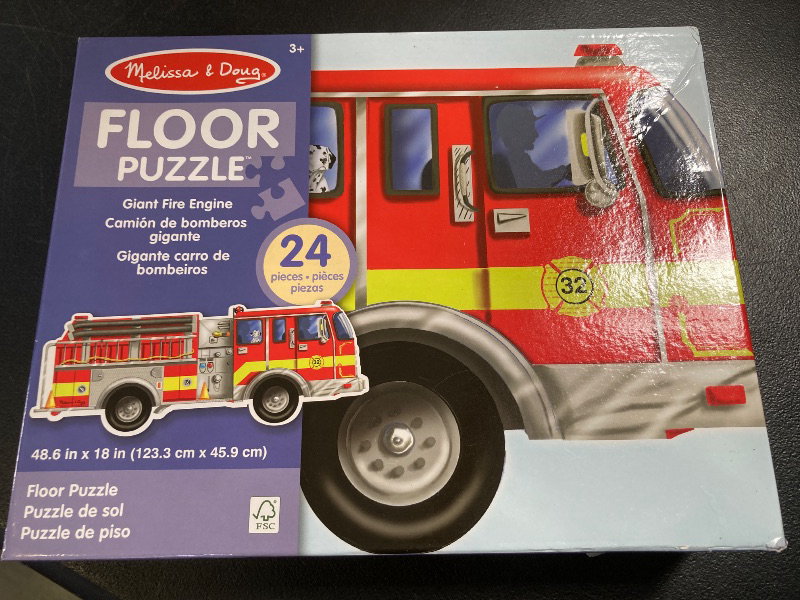 3+
Melissa & Doug®
FLOOR
PUZZLE™
Giant Fire Engine
Camión de bomberos
gigante
Gigante carro de
bombeiros
24
pieces • pièces
piezas
32
32
48.6 in x 18 in (123.3 cm x 45.9 cm)
Floor Puzzle
Puzzle de sol
Puzzle de piso
FSC